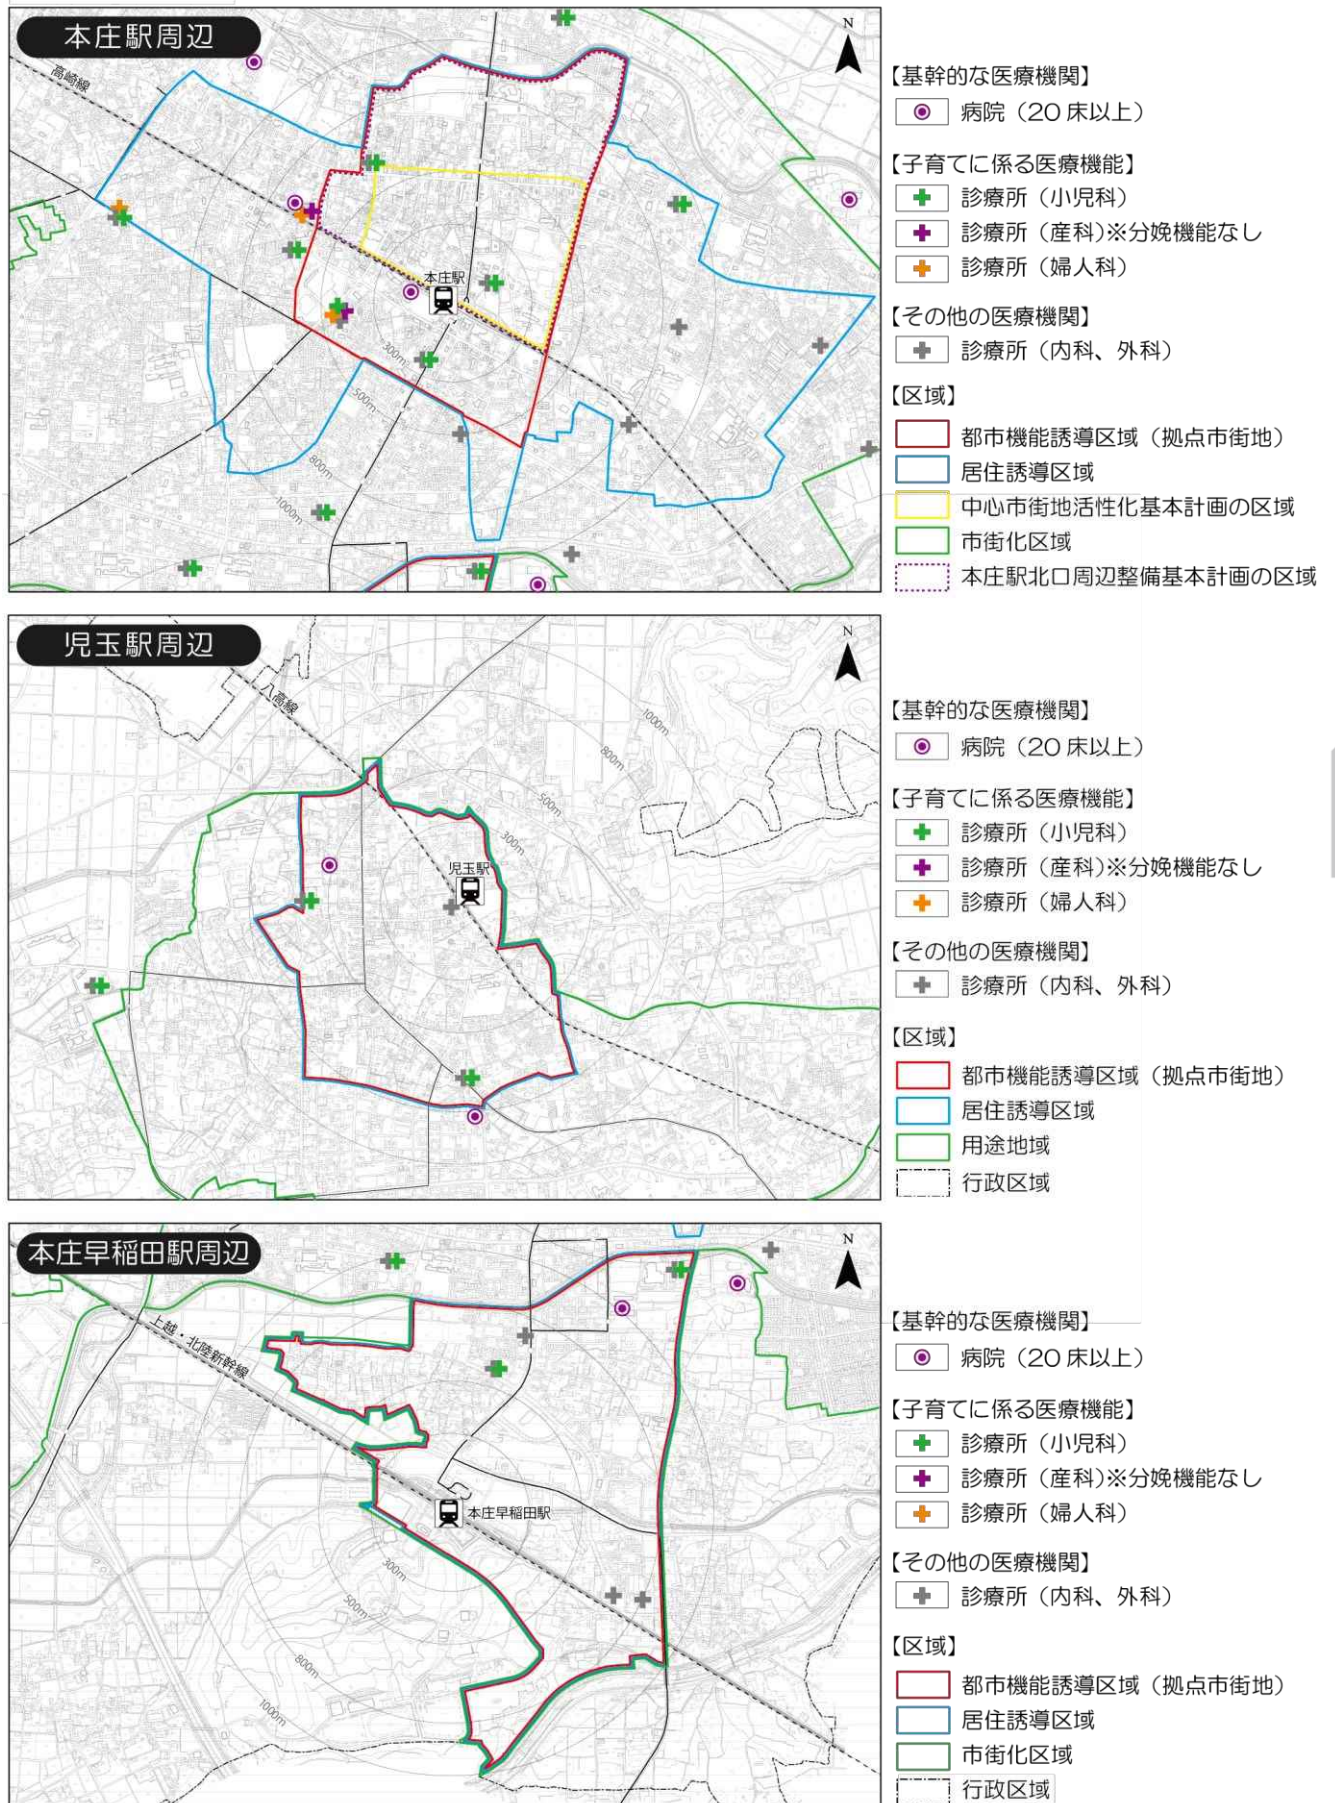 本庄駅周辺
高崎線
本庄駅
300m
500m
800m
1000m
N
【基幹的な医療機関】
病院（20 床以上）
【子育てに係る医療機能】
診療所（小児科）
診療所（産科）※分娩機能なし
診療所（婦人科）
【その他の医療機関】
診療所（内科、外科）
【区域】
都市機能誘導区域（拠点市街地）
居住誘導区域
中心市街地活性化基本計画の区域
市街化区域
本庄駅北口周辺整備基本計画の区域
児玉駅周辺
八高線
児玉駅
300m
500m
800m
1000m
N
【基幹的な医療機関】
病院（20 床以上）
【子育てに係る医療機能】
診療所（小児科）
診療所（産科）※分娩機能なし
診療所（婦人科）
【その他の医療機関】
診療所（内科、外科）
【区域】
都市機能誘導区域（拠点市街地）
居住誘導区域
用途地域
行政区域
本庄早稲田駅周辺
上越・北陸新幹線
本庄早稲田駅
300m
500m
800m
1000m
N
【基幹的な医療機関】
病院（20 床以上）
【子育てに係る医療機能】
診療所（小児科）
診療所（産科）※分娩機能なし
診療所（婦人科）
【その他の医療機関】
診療所（内科、外科）
【区域】
都市機能誘導区域（拠点市街地）
居住誘導区域
市街化区域
行政区域